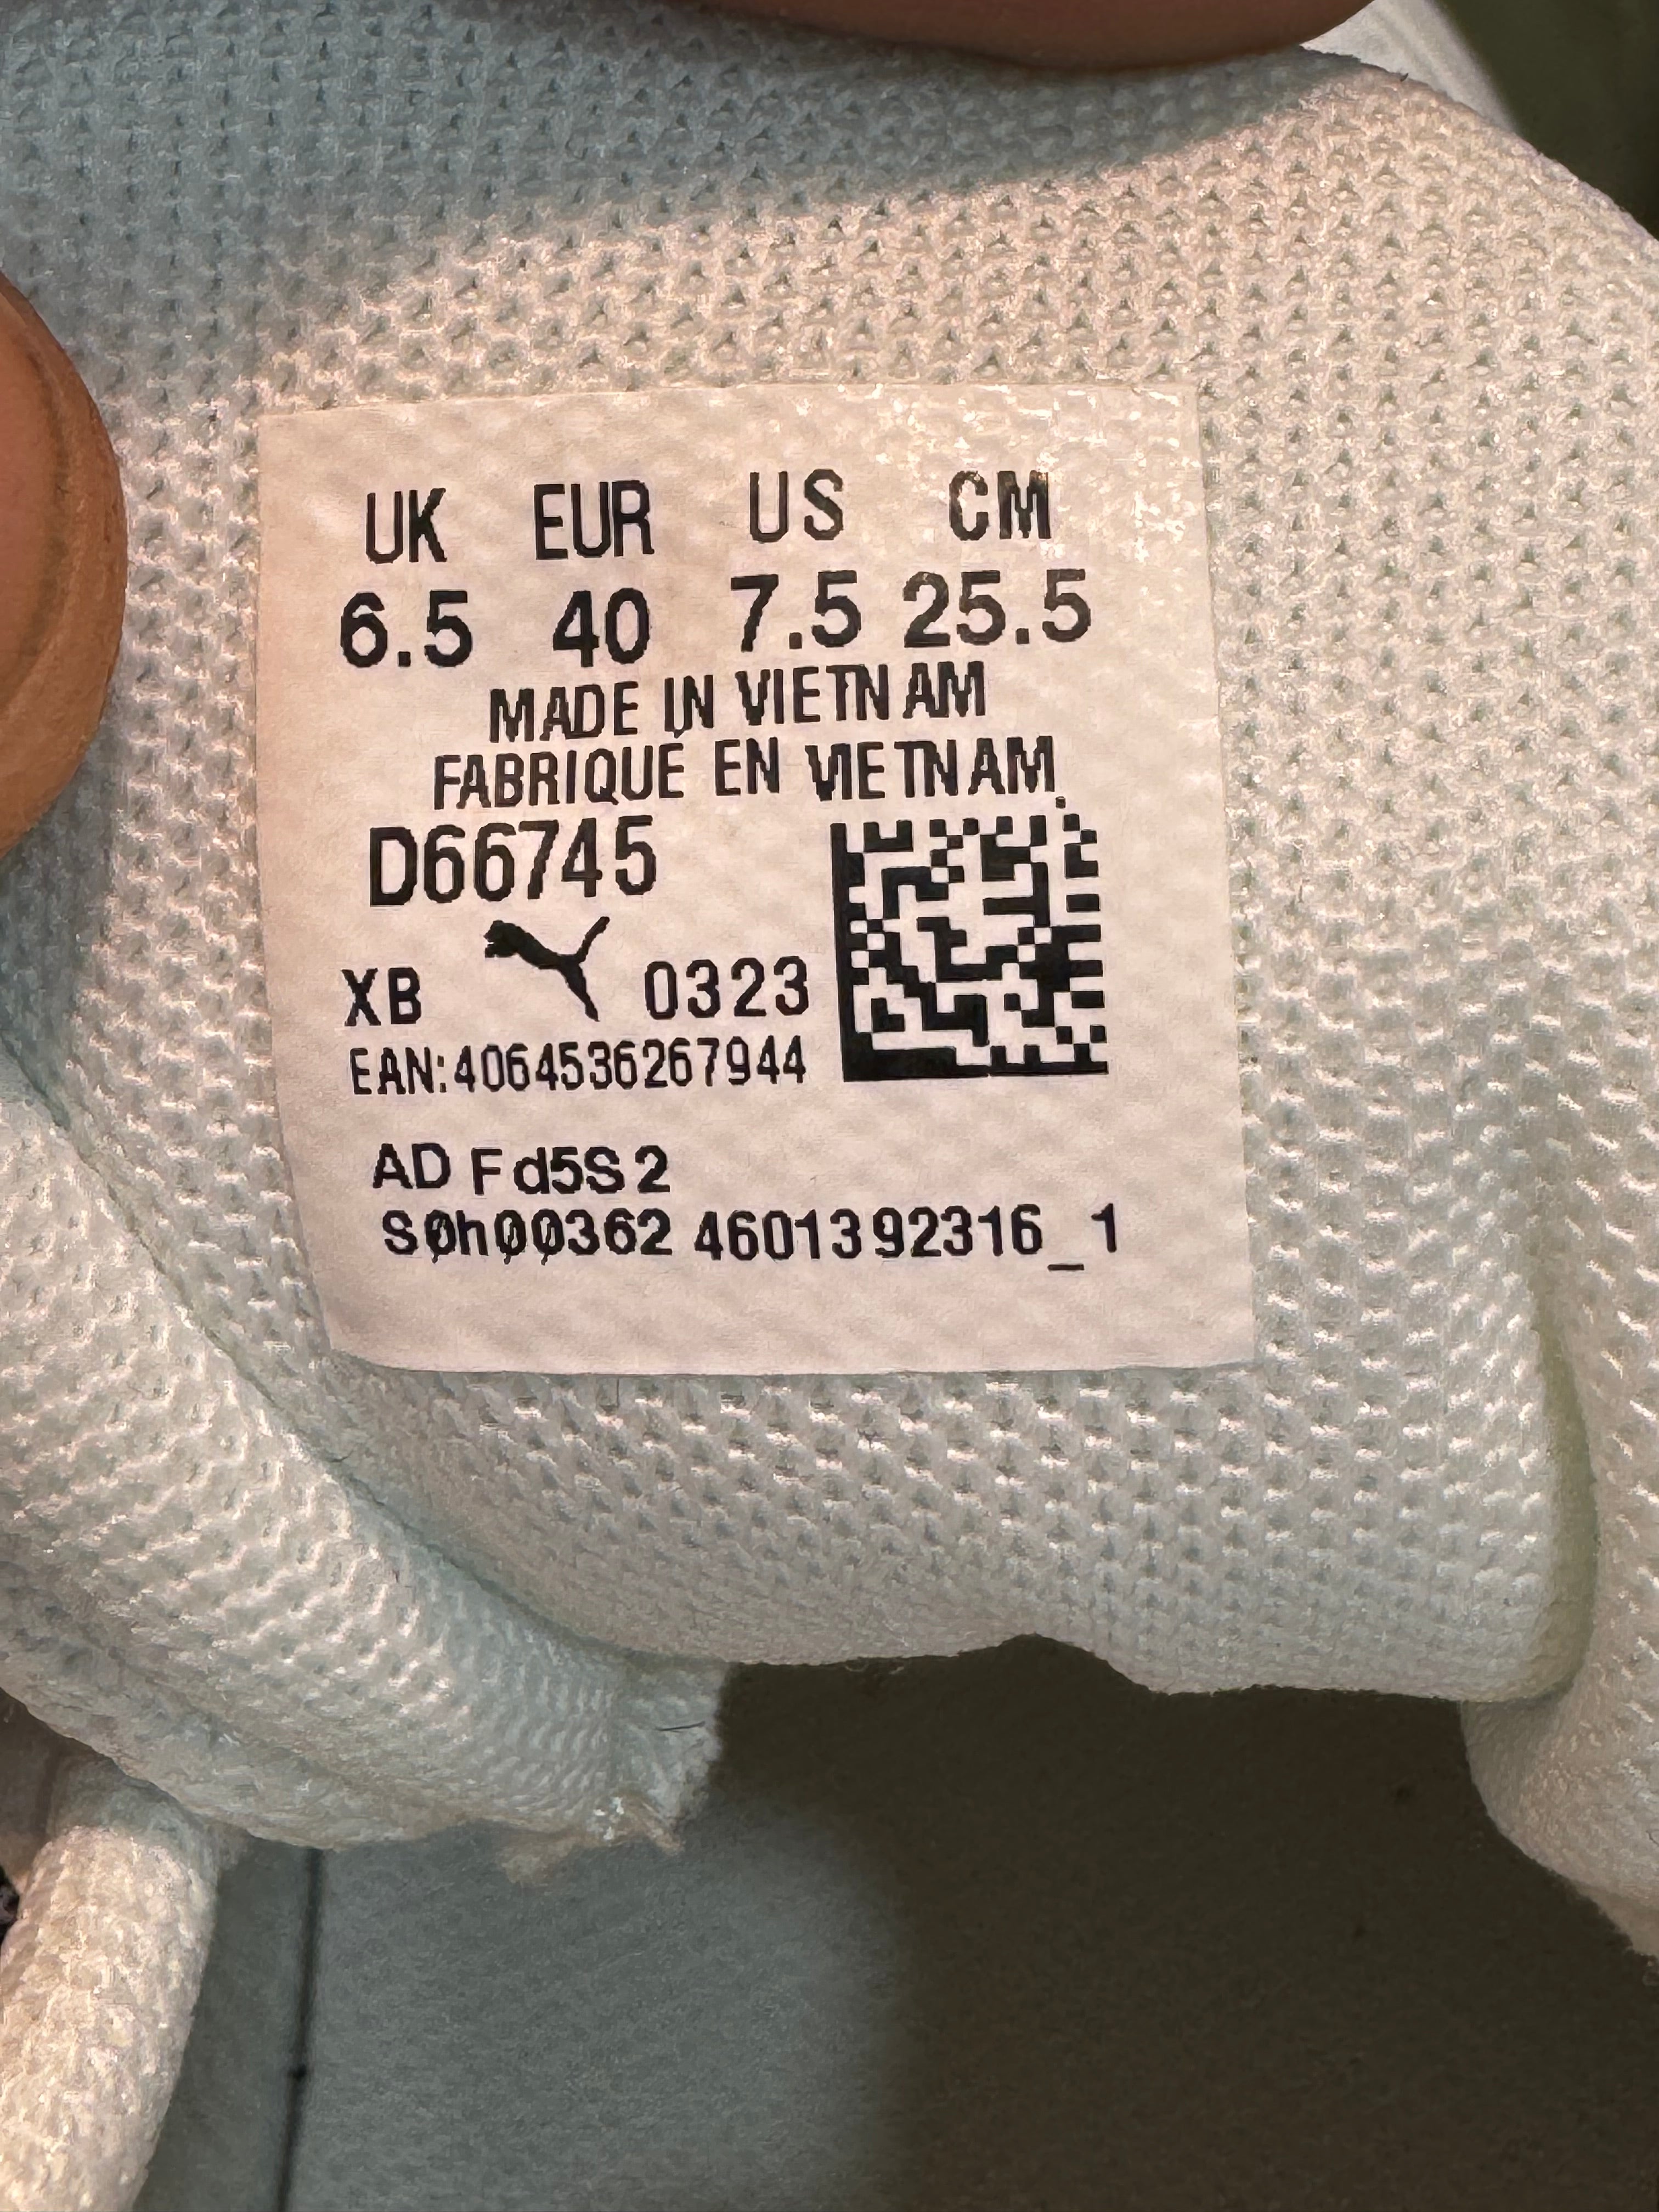 UK EUR US CM
6.5 40 7.5 25.5
MADE IN VIETNAM
FABRIQUÉ EN VIETNAM
D66745
XB 0323
EAN:4064536267944
AD Fd5S2
S0h00362 4601392316_1